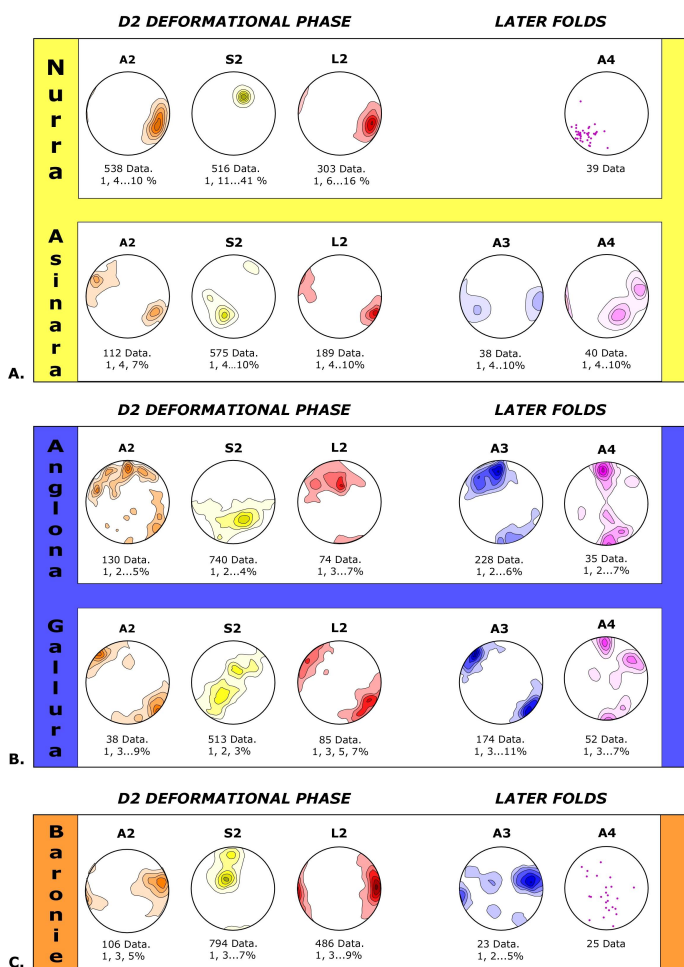 D2 DEFORMATIONAL PHASE LATER FOLDS
Nurra
A2 S2 L2 A4
538 Data. 516 Data. 303 Data. 39 Data
1, 4...10 % 1, 11...41 % 1, 6...16 %
Asinara
A2 S2 L2 A3 A4
112 Data. 575 Data. 189 Data. 38 Data. 40 Data.
1, 4, 7% 1, 4...10% 1, 4..10% 1, 4..10% 1, 4..10%
A.
D2 DEFORMATIONAL PHASE LATER FOLDS
Anglona
A2 S2 L2 A3 A4
130 Data. 740 Data. 74 Data. 228 Data. 35 Data.
1, 2...5% 1, 2...4% 1, 3...7% 1, 2...6% 1, 2...7%
Gallura
A2 S2 L2 A3 A4
38 Data. 513 Data. 85 Data. 174 Data. 52 Data.
1, 3...9% 1, 2, 3% 1, 3, 5, 7% 1, 3...11% 1, 3...7%
B.
D2 DEFORMATIONAL PHASE LATER FOLDS
Baronie
A2 S2 L2 A3 A4
106 Data. 794 Data. 486 Data. 23 Data. 25 Data.
1, 3, 5% 1, 3...7% 1, 3...9% 1, 2...5%
C.